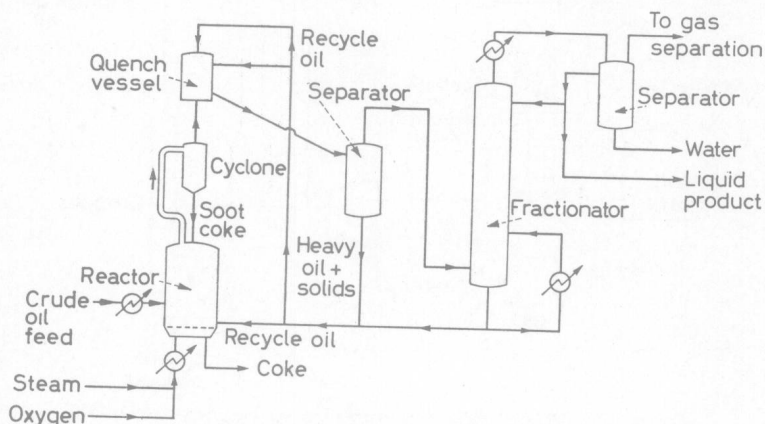 To gas
separation
Recycle
oil
Quench
vessel
Separator
Separator
Water
Cyclone
Liquid
product
Soot
coke
Fractionator
Heavy
oil +
solids
Reactor
Crude
oil
feed
Recycle oil
Coke
Steam
Oxygen